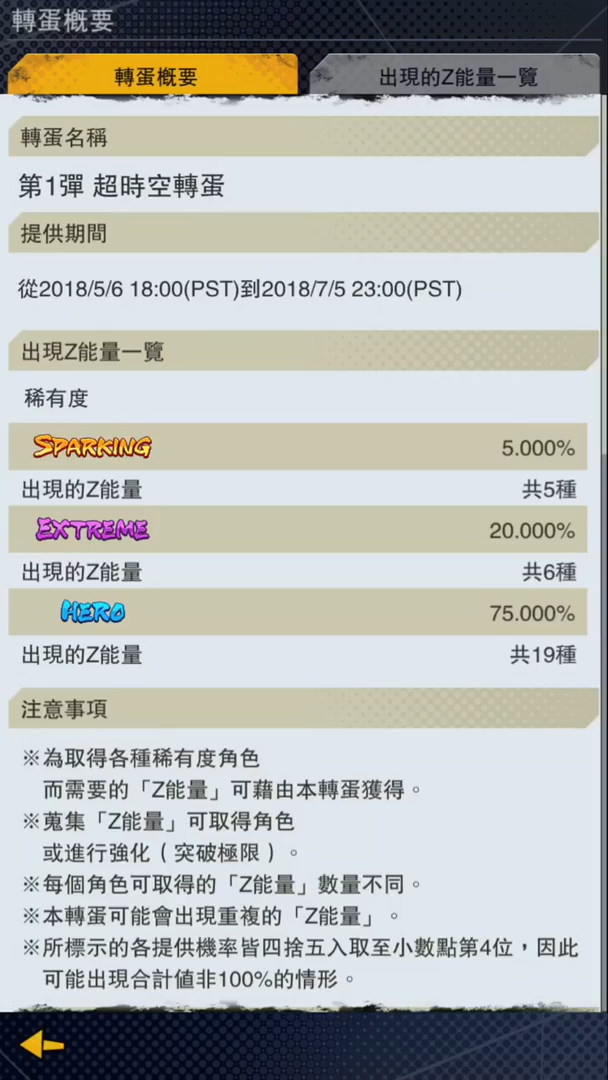 轉蛋概要
轉蛋概要
出現的Z能量一覽
轉蛋名稱
第1彈 超時空轉蛋
提供期間
從2018/5/6 18:00(PST)到2018/7/5 23:00(PST)
出現Z能量一覽
稀有度
SPARKING 5.000%
出現的Z能量 共5種
EXTREME 20.000%
出現的Z能量 共6種
HERO 75.000%
出現的Z能量 共19種
注意事項
※為取得各種稀有度角色
而需要的「Z能量」可藉由本轉蛋獲得。
※蒐集「Z能量」可取得角色
或進行強化（突破極限）。
※每個角色可取得的「Z能量」數量不同。
※本轉蛋可能會出現重複的「Z能量」。
※所標示的各提供機率皆四捨五入取至小數點第4位，因此
可能出現合計值非100%的情形。